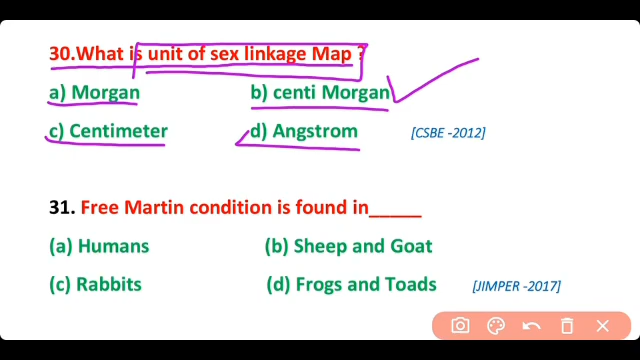 30.What is unit of sex linkage Map ?
a) Morgan b) centi Morgan
c) Centimeter d) Angstrom [CSBE -2012]
31. Free Martin condition is found in_____
(a) Humans (b) Sheep and Goat
(c) Rabbits (d) Frogs and Toads [JIMPER -2017]